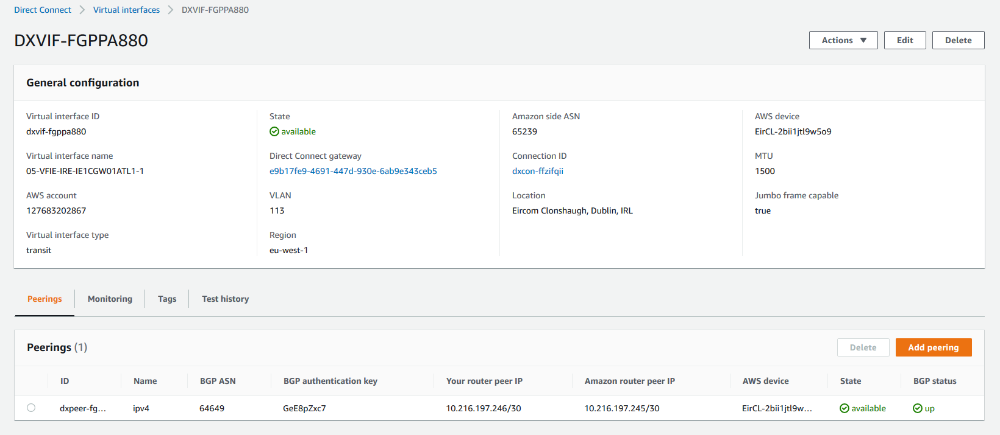 Direct Connect > Virtual interfaces > DXVIF-FGPPA880
DXVIF-FGPPA880
Actions ▼ Edit Delete
General configuration
Virtual interface ID State Amazon side ASN AWS device
dxvif-fgppa880 available 65239 EirCL-2bii1jtl9w5o9
Virtual interface name Direct Connect gateway Connection ID MTU
05-VFIE-IRE-IE1CGW01ATL1-1 e9b17fe9-4691-447d-930e-6ab9e343ceb5 dxcon-ffzifqii 1500
AWS account VLAN Location Jumbo frame capable
127683202867 113 Eircom Clonshaugh, Dublin, IRL true
Virtual interface type Region
transit eu-west-1
Peerings Monitoring Tags Test history
Peerings (1) Delete Add peering
ID Name BGP ASN BGP authentication key Your router peer IP Amazon router peer IP AWS device State BGP status
dxpeer-fg... ipv4 64649 GeE8pZxc7 10.216.197.246/30 10.216.197.245/30 EirCL-2bii1jtl9w... available up